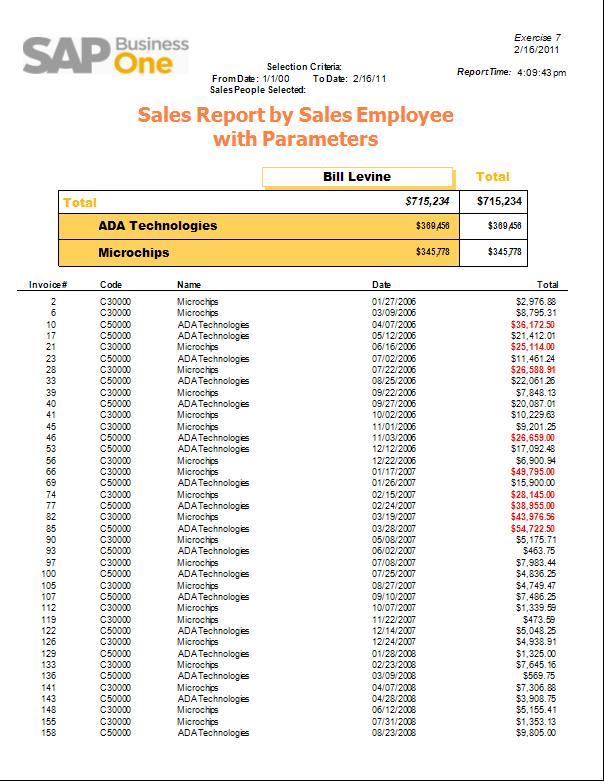 Exercise 7
2/16/2011
SAP Business One
Selection Criteria:
From Date: 1/1/00 To Date: 2/16/11
Report Time: 4:09:43pm
Sales People Selected:
Sales Report by Sales Employee
with Parameters
Bill Levine Total
Total $715,234 $715,234
ADA Technologies $369,456 $369,456
Microchips $345,778 $345,778
Invoice# Code Name Date Total
2 C30000 Microchips 01/27/2006 $2,976.88
6 C30000 Microchips 03/09/2006 $8,795.31
10 C50000 ADATechnologies 04/07/2006 $36,172.50
17 C50000 ADATechnologies 05/12/2006 $21,412.01
21 C30000 Microchips 06/16/2006 $25,114.00
23 C50000 ADATechnologies 07/02/2006 $11,461.24
28 C30000 Microchips 07/22/2006 $26,588.91
33 C50000 ADATechnologies 08/25/2006 $22,061.26
39 C30000 Microchips 09/22/2006 $7,848.13
40 C50000 ADATechnologies 09/27/2006 $20,087.01
41 C30000 Microchips 10/02/2006 $10,229.63
45 C30000 Microchips 11/01/2006 $9,201.25
46 C50000 ADATechnologies 11/03/2006 $26,659.00
53 C50000 ADATechnologies 12/12/2006 $17,092.48
56 C30000 Microchips 12/22/2006 $6,900.94
66 C30000 Microchips 01/17/2007 $49,795.00
69 C50000 ADATechnologies 01/26/2007 $15,900.00
74 C30000 Microchips 02/15/2007 $28,145.00
77 C50000 ADATechnologies 02/24/2007 $38,955.00
82 C30000 Microchips 03/19/2007 $43,976.56
85 C50000 ADATechnologies 03/28/2007 $54,722.50
90 C30000 Microchips 05/08/2007 $5,175.71
93 C50000 ADATechnologies 06/02/2007 $463.75
97 C30000 Microchips 07/08/2007 $7,983.44
100 C50000 ADATechnologies 07/25/2007 $4,836.25
105 C30000 Microchips 08/27/2007 $4,749.47
107 C50000 ADATechnologies 09/10/2007 $7,486.25
112 C30000 Microchips 10/07/2007 $1,339.59
119 C30000 Microchips 11/22/2007 $473.59
122 C50000 ADATechnologies 12/14/2007 $5,048.25
126 C30000 Microchips 12/24/2007 $4,938.91
129 C50000 ADATechnologies 01/28/2008 $1,325.00
133 C30000 Microchips 02/23/2008 $7,645.16
136 C50000 ADATechnologies 03/09/2008 $569.75
141 C30000 Microchips 04/07/2008 $7,306.88
143 C50000 ADATechnologies 04/28/2008 $3,908.75
148 C30000 Microchips 06/12/2008 $5,155.41
155 C30000 Microchips 07/31/2008 $1,353.13
158 C50000 ADATechnologies 08/23/2008 $9,805.00